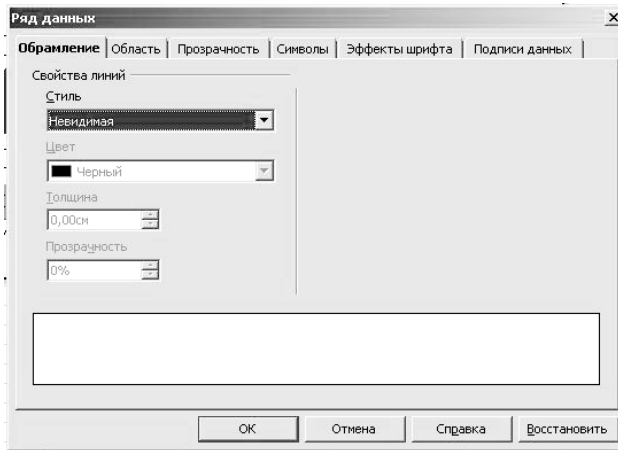 Ряд данных
Обрамление Область Прозрачность Символы Эффекты шрифта Подписи данных
Свойства линий
Стиль
Невидимая
Цвет
Черный
Толщина
0,00см
Прозрачность
0%
ОК Отмена Справка Восстановить